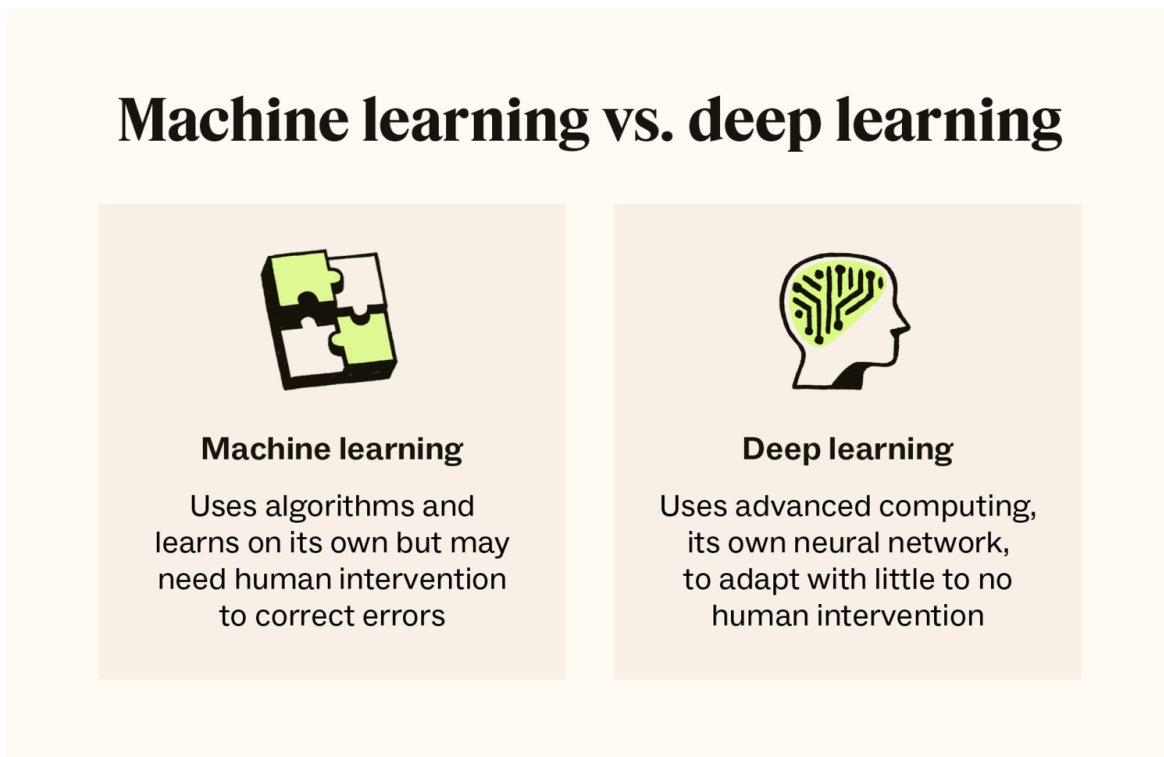 Machine learning vs. deep learning
Machine learning
Uses algorithms and
learns on its own but may
need human intervention
to correct errors
Deep learning
Uses advanced computing,
its own neural network,
to adapt with little to no
human intervention